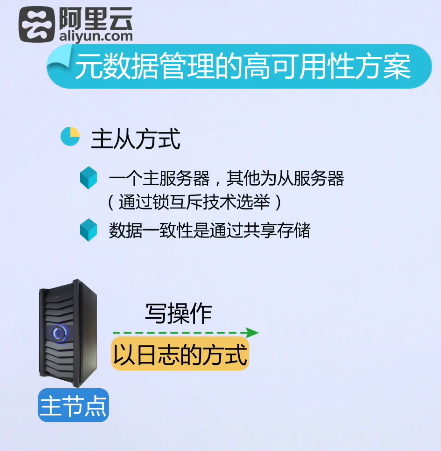 阿里云
aliyun.com
元数据管理的高可用性方案
主从方式
一个主服务器，其他为从服务器
（通过锁互斥技术选举）
数据一致性是通过共享存储
写操作
以日志的方式
主节点